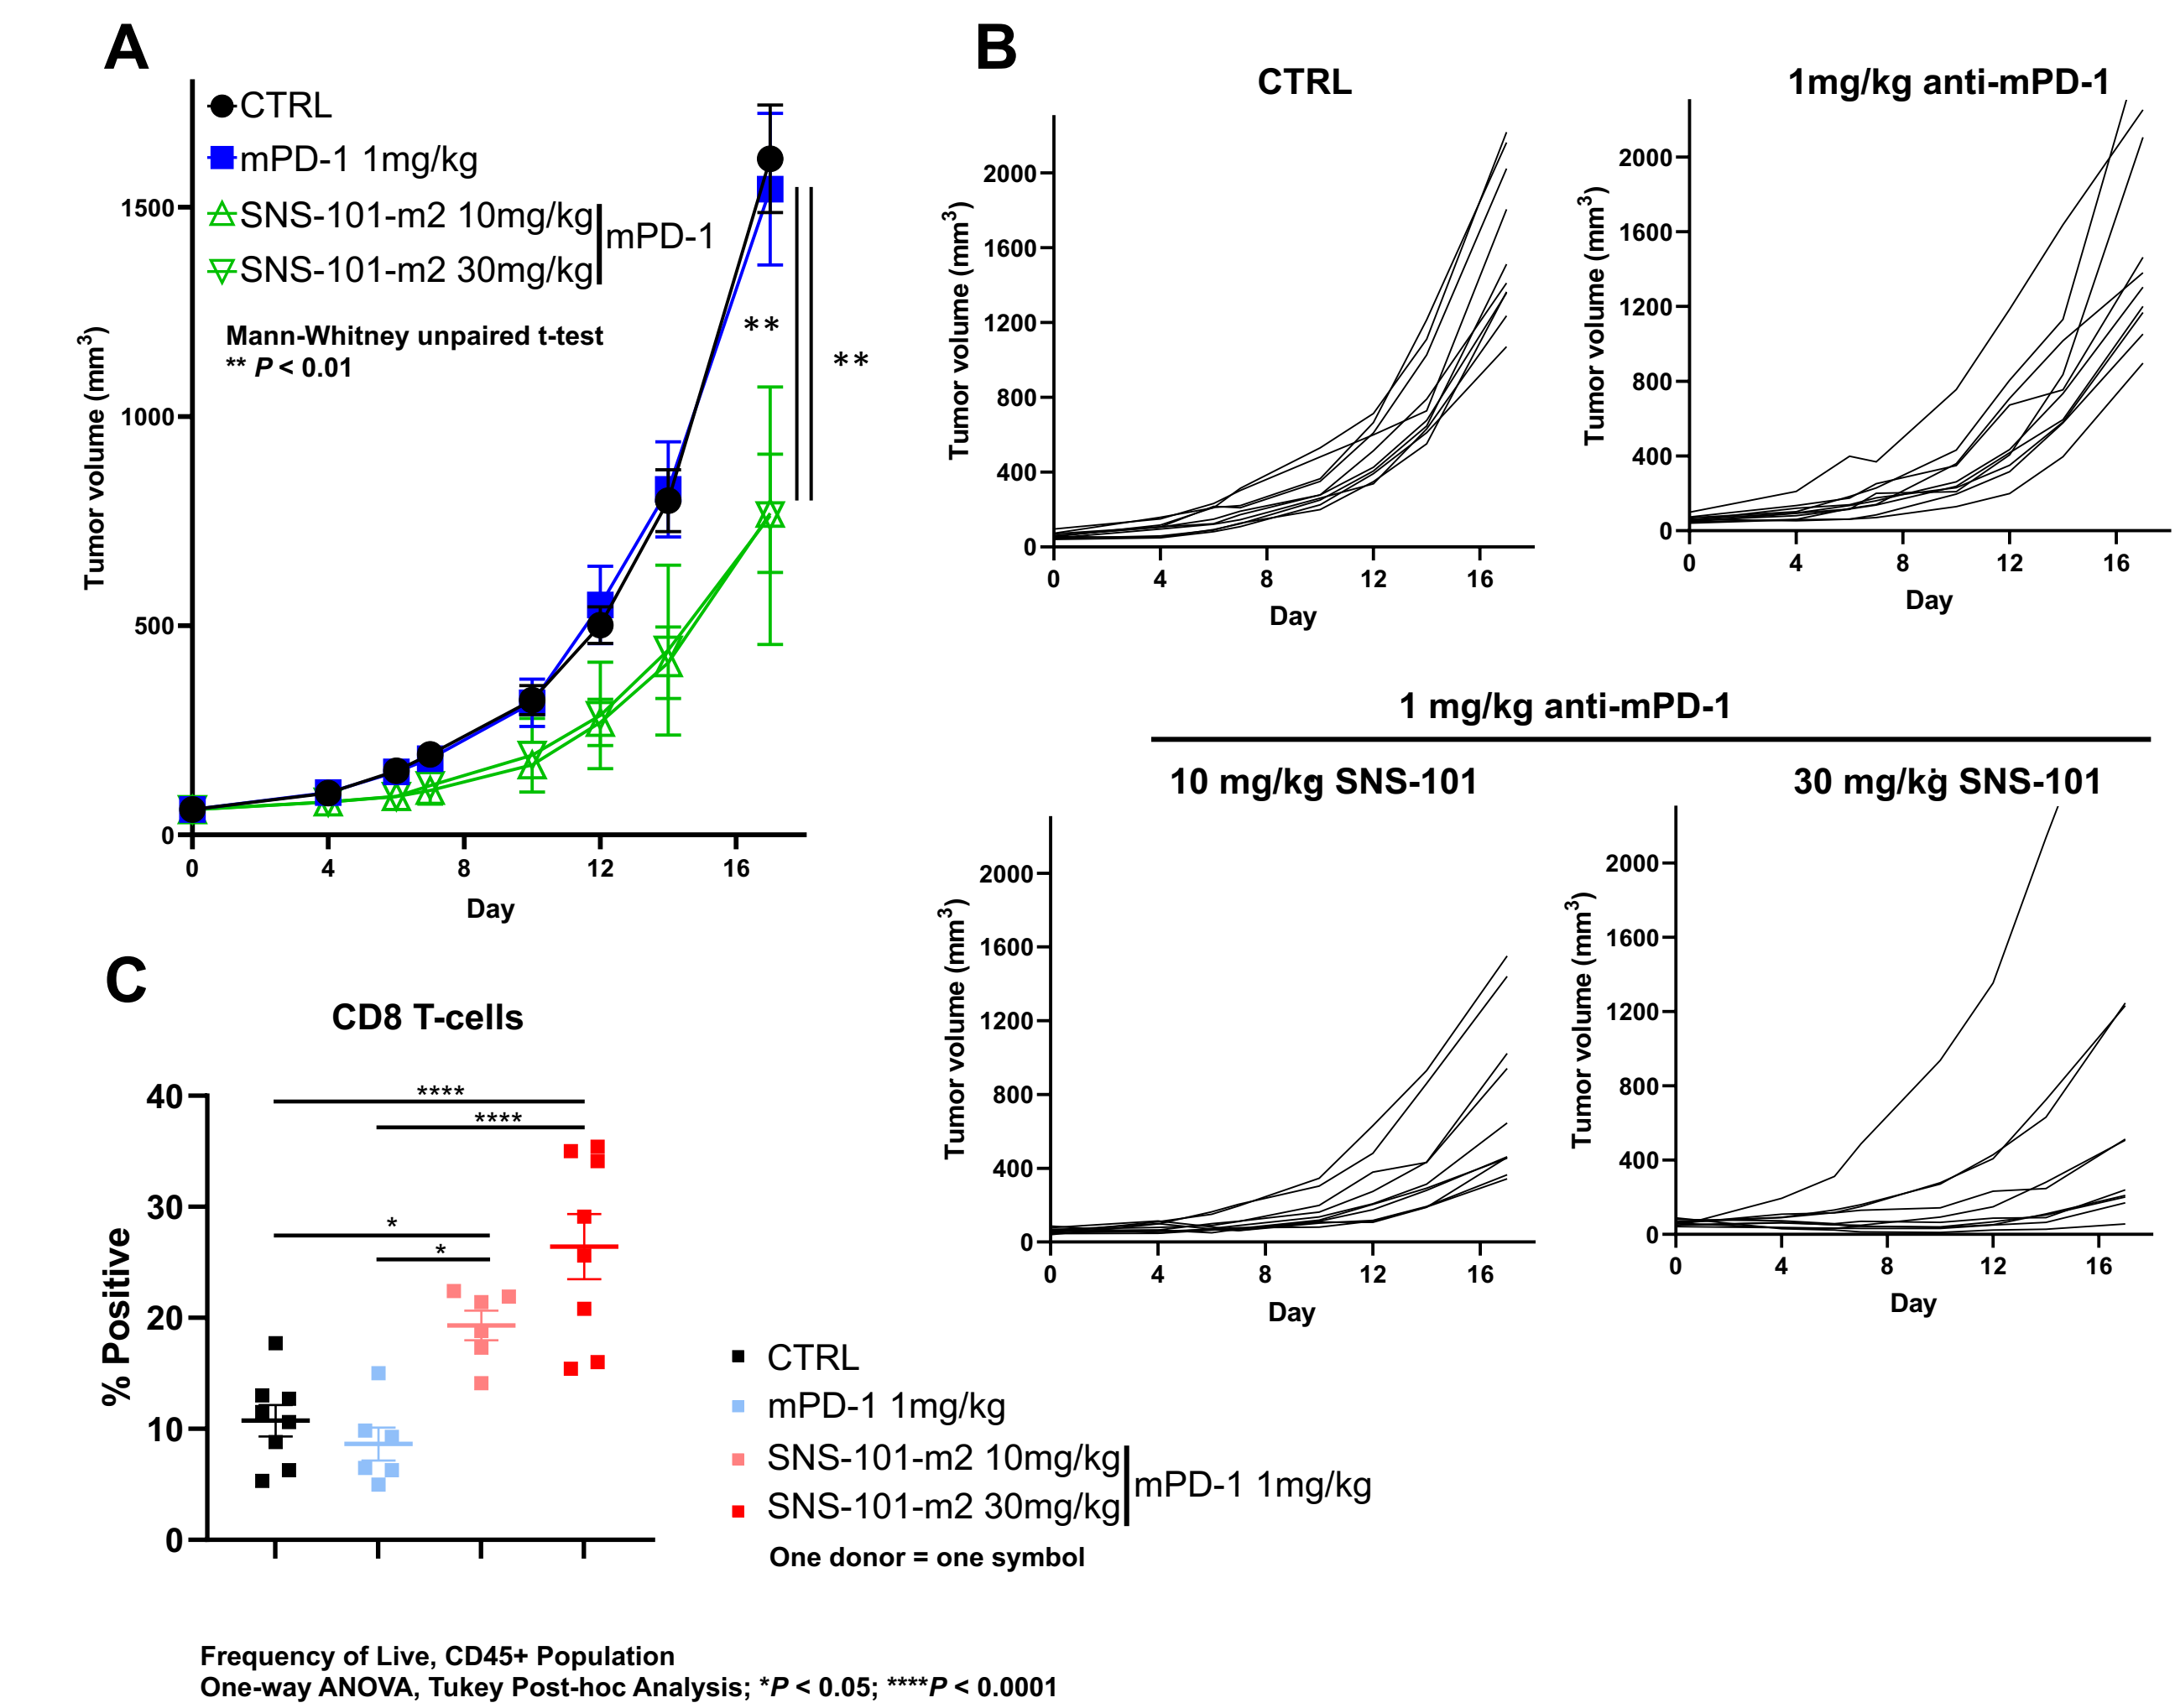 A
CTRL
mPD-1 1mg/kg
SNS-101-m2 10mg/kg
SNS-101-m2 30mg/kg
mPD-1
Mann-Whitney unpaired t-test
** P < 0.01
**
**
Tumor volume (mm3)
1500
1000
500
0
0 4 8 12 16
Day
B
CTRL
Tumor volume (mm3)
2000
1600
1200
800
400
0
0 4 8 12 16
Day
1mg/kg anti-mPD-1
Tumor volume (mm3)
2000
1600
1200
800
400
0
0 4 8 12 16
Day
1 mg/kg anti-mPD-1
10 mg/kg SNS-101
Tumor volume (mm3)
2000
1600
1200
800
400
0
0 4 8 12 16
Day
30 mg/kg SNS-101
Tumor volume (mm3)
2000
1600
1200
800
400
0
0 4 8 12 16
Day
C
CD8 T-cells
% Positive
40
30
20
10
0
****
****
*
*
CTRL
mPD-1 1mg/kg
SNS-101-m2 10mg/kg
SNS-101-m2 30mg/kg
mPD-1 1mg/kg
One donor = one symbol
Frequency of Live, CD45+ Population
One-way ANOVA, Tukey Post-hoc Analysis; *P < 0.05; ****P < 0.0001